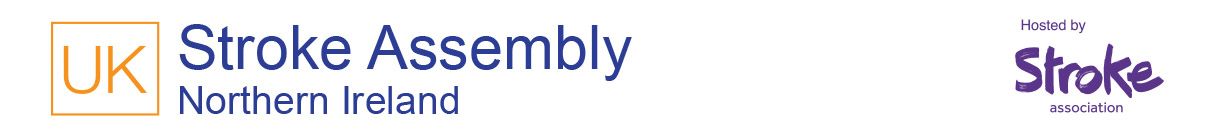 UK
Stroke Assembly
Northern Ireland
Hosted by
Stroke
association